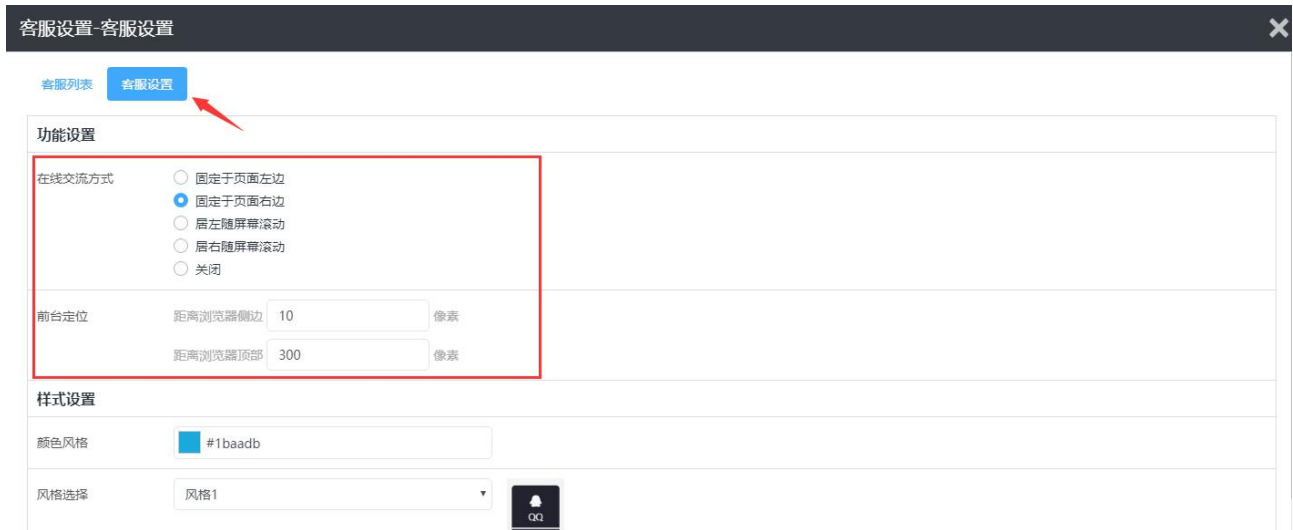 客服设置-客服设置
客服列表 客服设置
功能设置
在线交流方式 固定于页面左边
固定于页面右边
居左随屏幕滚动
居右随屏幕滚动
关闭
前台定位 距离浏览器侧边 10 像素
距离浏览器顶部 300 像素
样式设置
颜色风格 #1baadb
风格选择 风格1
QQ